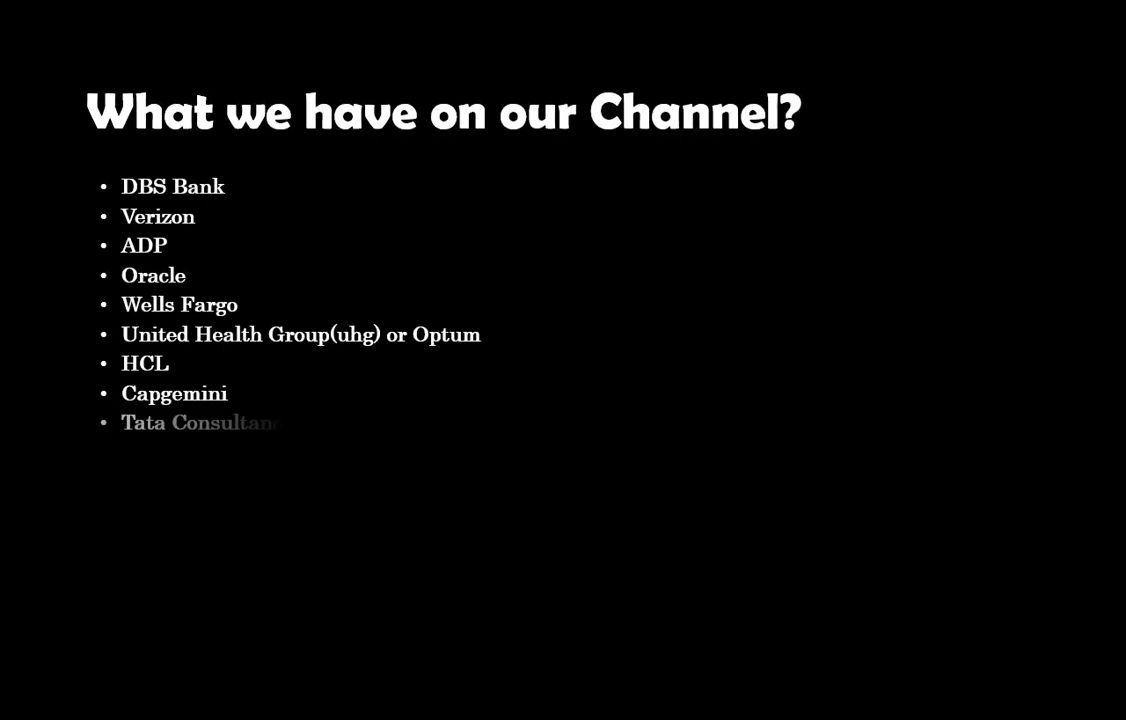 What we have on our Channel?
• DBS Bank
• Verizon
• ADP
• Oracle
• Wells Fargo
• United Health Group(uhg) or Optum
• HCL
• Capgemini
• Tata